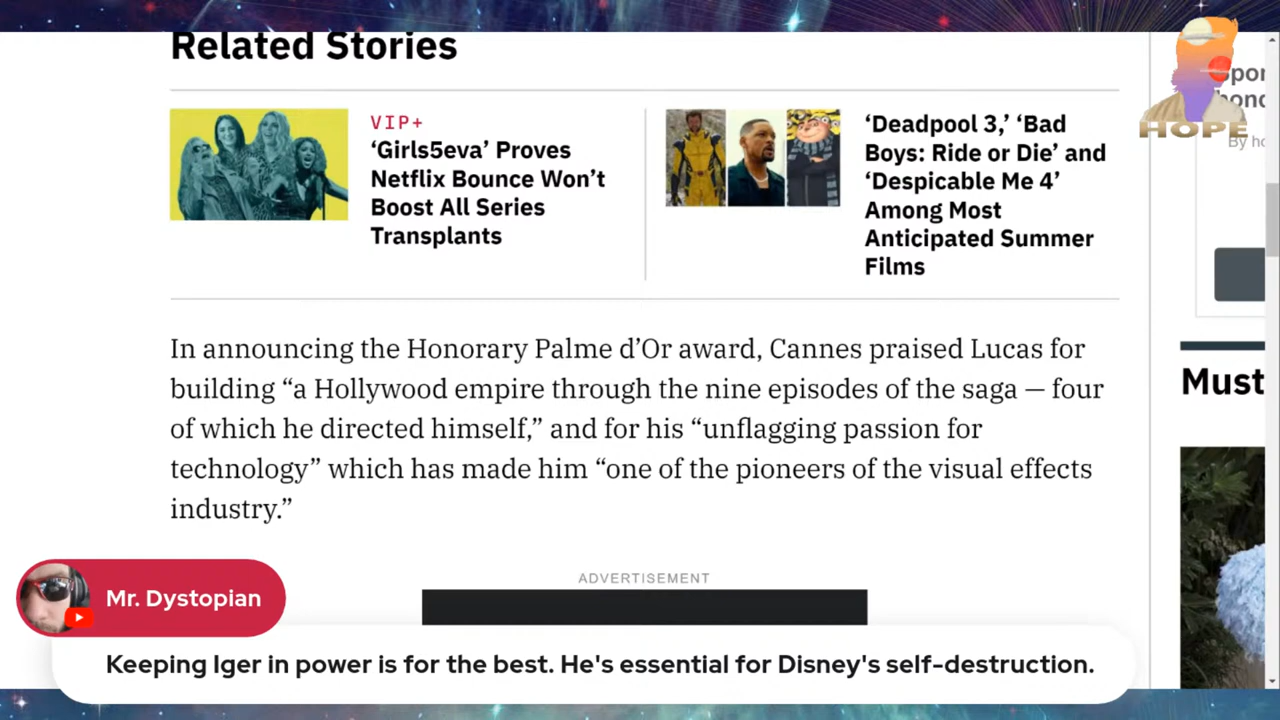 Related Stories
HOPE
VIP+
‘Girls5eva’ Proves
Netflix Bounce Won’t
Boost All Series
Transplants
‘Deadpool 3,’ ‘Bad
Boys: Ride or Die’ and
‘Despicable Me 4’
Among Most
Anticipated Summer
Films
By
In announcing the Honorary Palme d’Or award, Cannes praised Lucas for
building “a Hollywood empire through the nine episodes of the saga — four
of which he directed himself,” and for his “unflagging passion for
technology” which has made him “one of the pioneers of the visual effects
industry.”
Must
ADVERTISEMENT
Mr. Dystopian
Keeping Iger in power is for the best. He's essential for Disney's self-destruction.